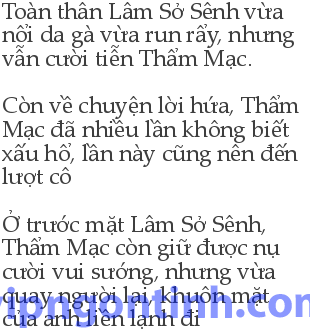 Toàn thân Lâm Sở Sênh vừa
nổi da gà vừa run rẩy, nhưng
vẫn cười tiễn Thẩm Mạc.
Còn về chuyện lời hứa, Thẩm
Mạc đã nhiều lần không biết
xấu hổ, lần này cũng nên đến
lượt cô
Ở trước mặt Lâm Sở Sênh,
Thẩm Mạc còn giữ được nụ
cười vui sướng, nhưng vừa
quay người lại, khuôn mặt
của anh liền lạnh đi
vipngontinh.com